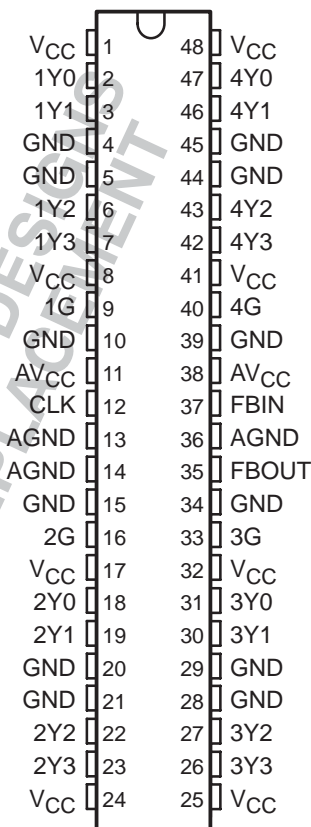 VCC 1 48 VCC
1Y0 2 47 4Y0
1Y1 3 46 4Y1
GND 4 45 GND
GND 5 44 GND
1Y2 6 43 4Y2
1Y3 7 42 4Y3
VCC 8 41 VCC
1G 9 40 4G
GND 10 39 GND
AVCC 11 38 AVCC
CLK 12 37 FBIN
AGND 13 36 AGND
AGND 14 35 FBOUT
GND 15 34 GND
2G 16 33 3G
VCC 17 32 VCC
2Y0 18 31 3Y0
2Y1 19 30 3Y1
GND 20 29 GND
GND 21 28 GND
2Y2 22 27 3Y2
2Y3 23 26 3Y3
VCC 24 25 VCC
DESIGNS